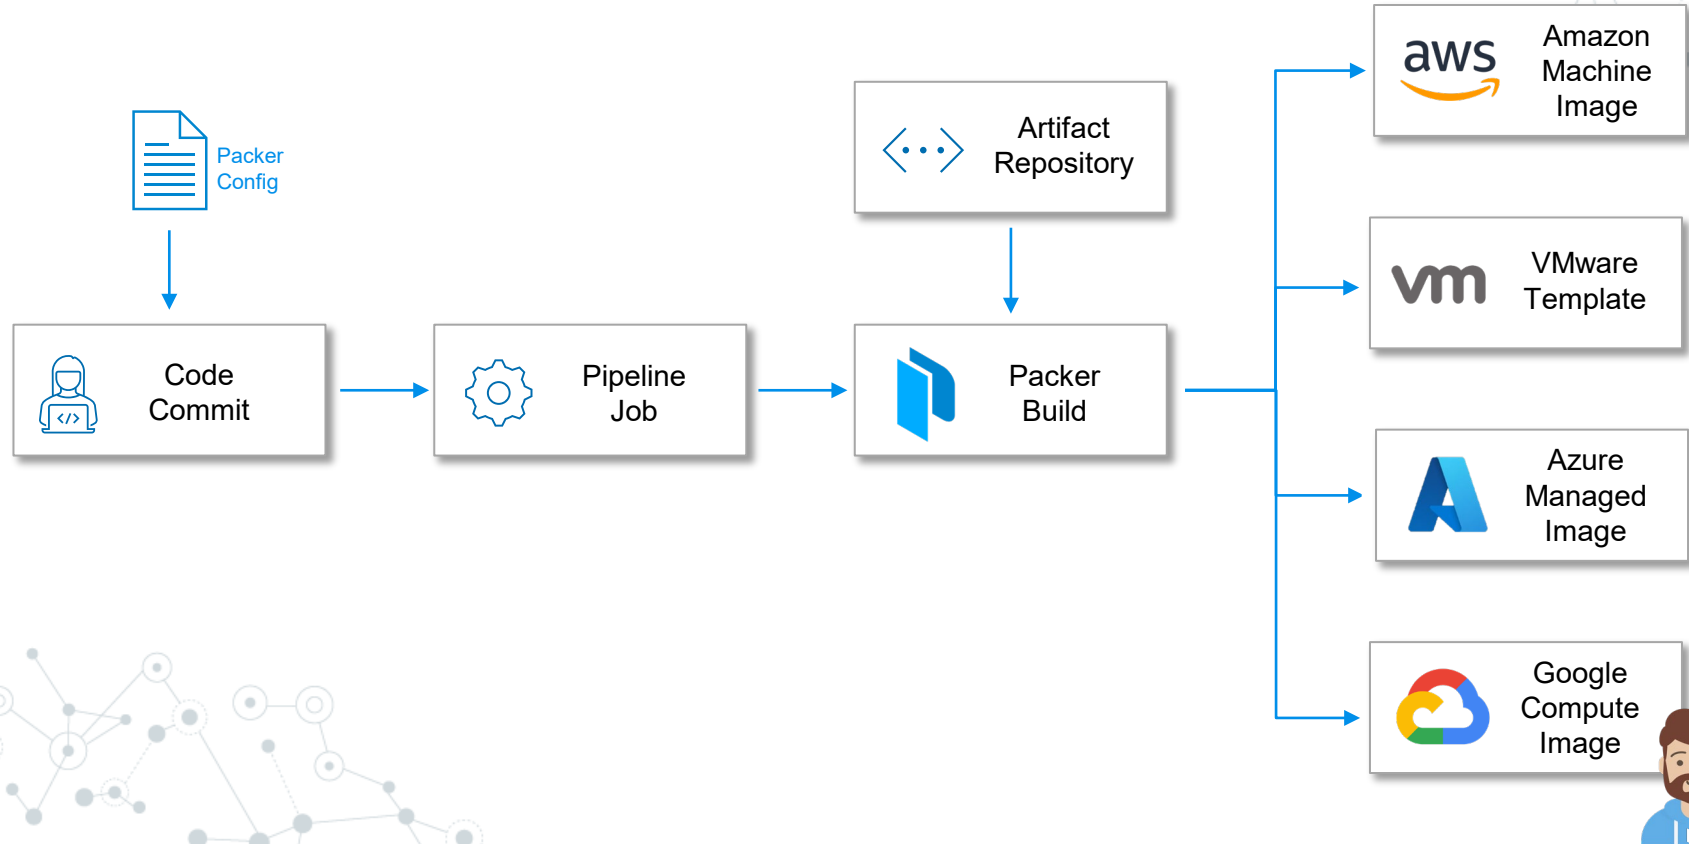 Packer
Config
Code
Commit
</>
Pipeline
Job
Artifact
Repository
Packer
Build
aws
Amazon
Machine
Image
vm
VMware
Template
Azure
Managed
Image
Google
Compute
Image